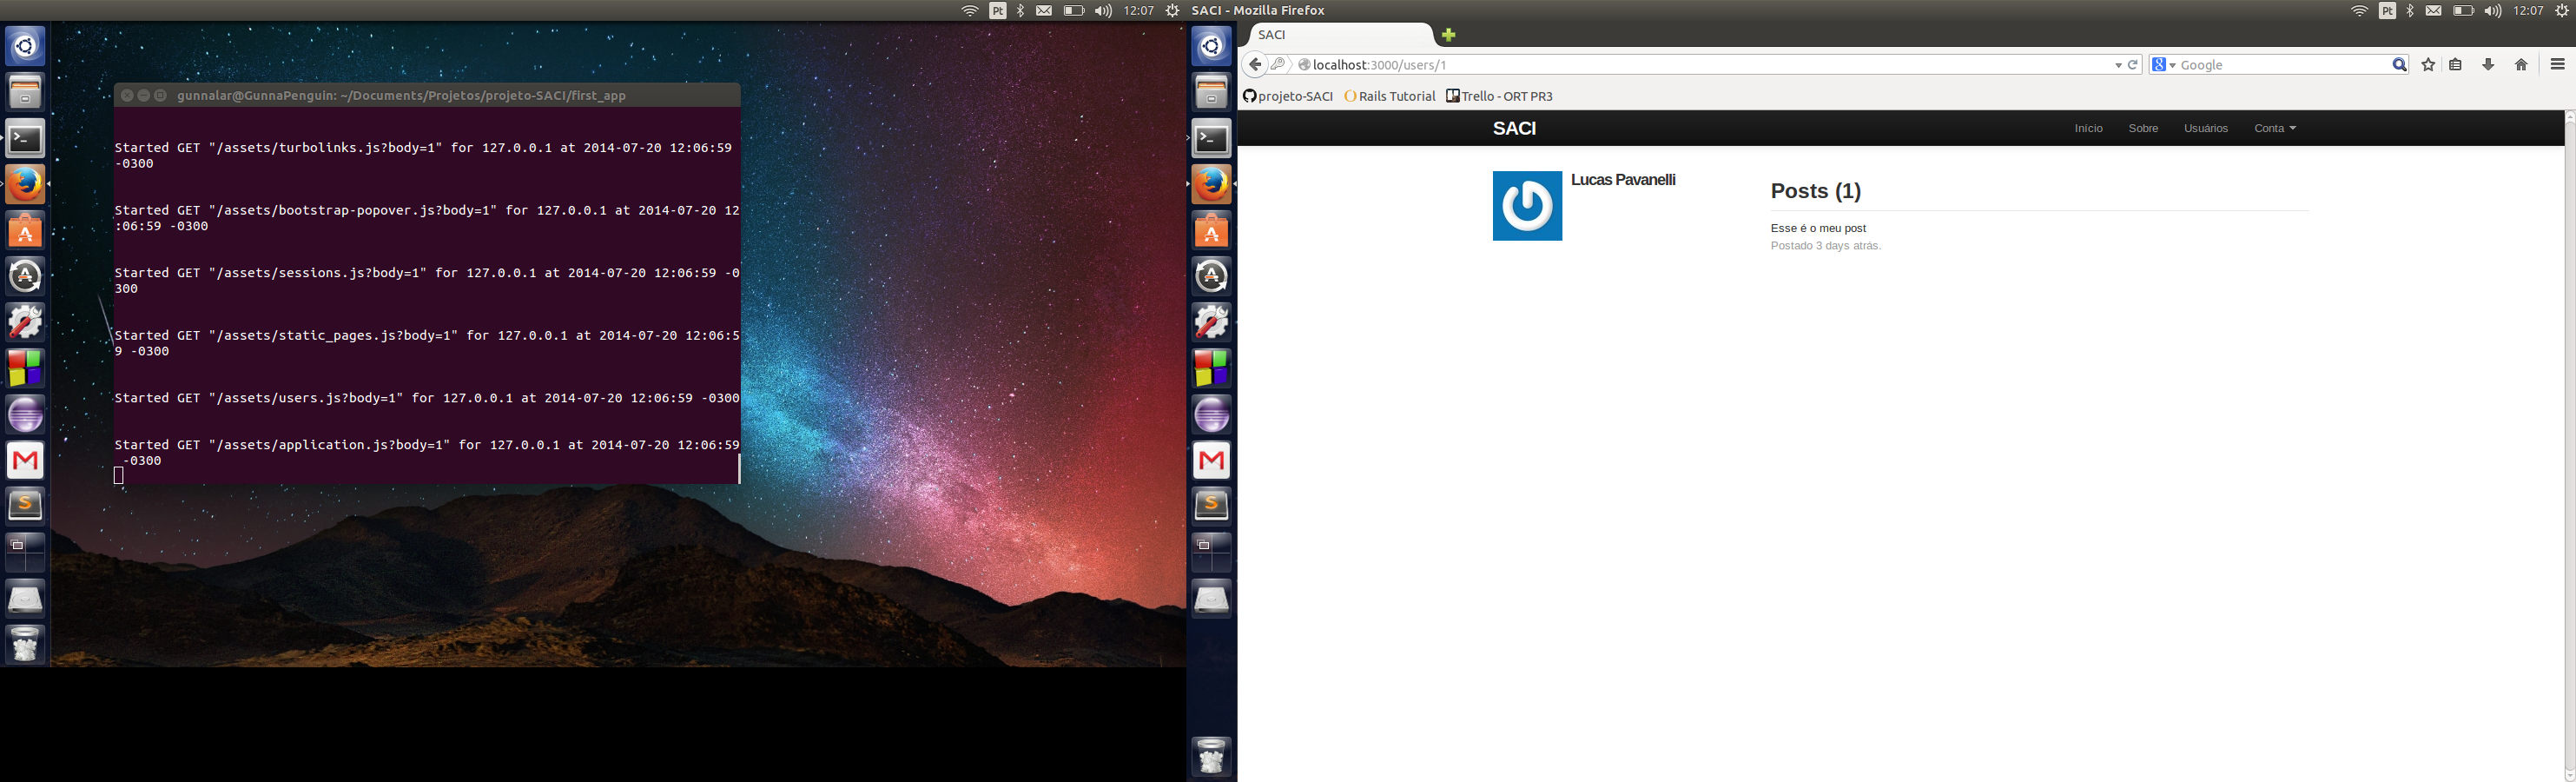 Pt
12:07
SACI - Mozilla Firefox
Pt
12:07
gunnalar@GunnaPenguin: ~/Documents/Projetos/projeto-SACI/first_app
Started GET "/assets/turbolinks.js?body=1" for 127.0.0.1 at 2014-07-20 12:06:59
-0300
Started GET "/assets/bootstrap-popover.js?body=1" for 127.0.0.1 at 2014-07-20 12
:06:59 -0300
Started GET "/assets/sessions.js?body=1" for 127.0.0.1 at 2014-07-20 12:06:59 -0
300
Started GET "/assets/static_pages.js?body=1" for 127.0.0.1 at 2014-07-20 12:06:5
9 -0300
Started GET "/assets/users.js?body=1" for 127.0.0.1 at 2014-07-20 12:06:59 -0300
Started GET "/assets/application.js?body=1" for 127.0.0.1 at 2014-07-20 12:06:59
-0300
SACI
localhost:3000/users/1
Google
projeto-SACI
Rails Tutorial
Trello - ORT PR3
SACI
Início
Sobre
Usuários
Conta
Lucas Pavanelli
Posts (1)
Esse é o meu post
Postado 3 days atrás.